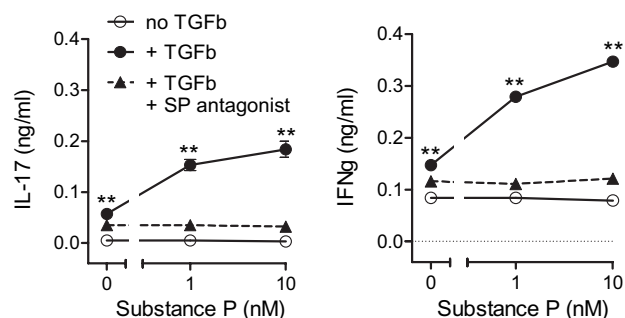 no TGFb
+ TGFb
+ TGFb
+ SP antagonist
IL-17 (ng/ml)
0.4
0.3
0.2
0.1
0.0
**
**
**
0
1
10
Substance P (nM)
IFNg (ng/ml)
0.4
0.3
0.2
0.1
0.0
**
**
**
0
1
10
Substance P (nM)